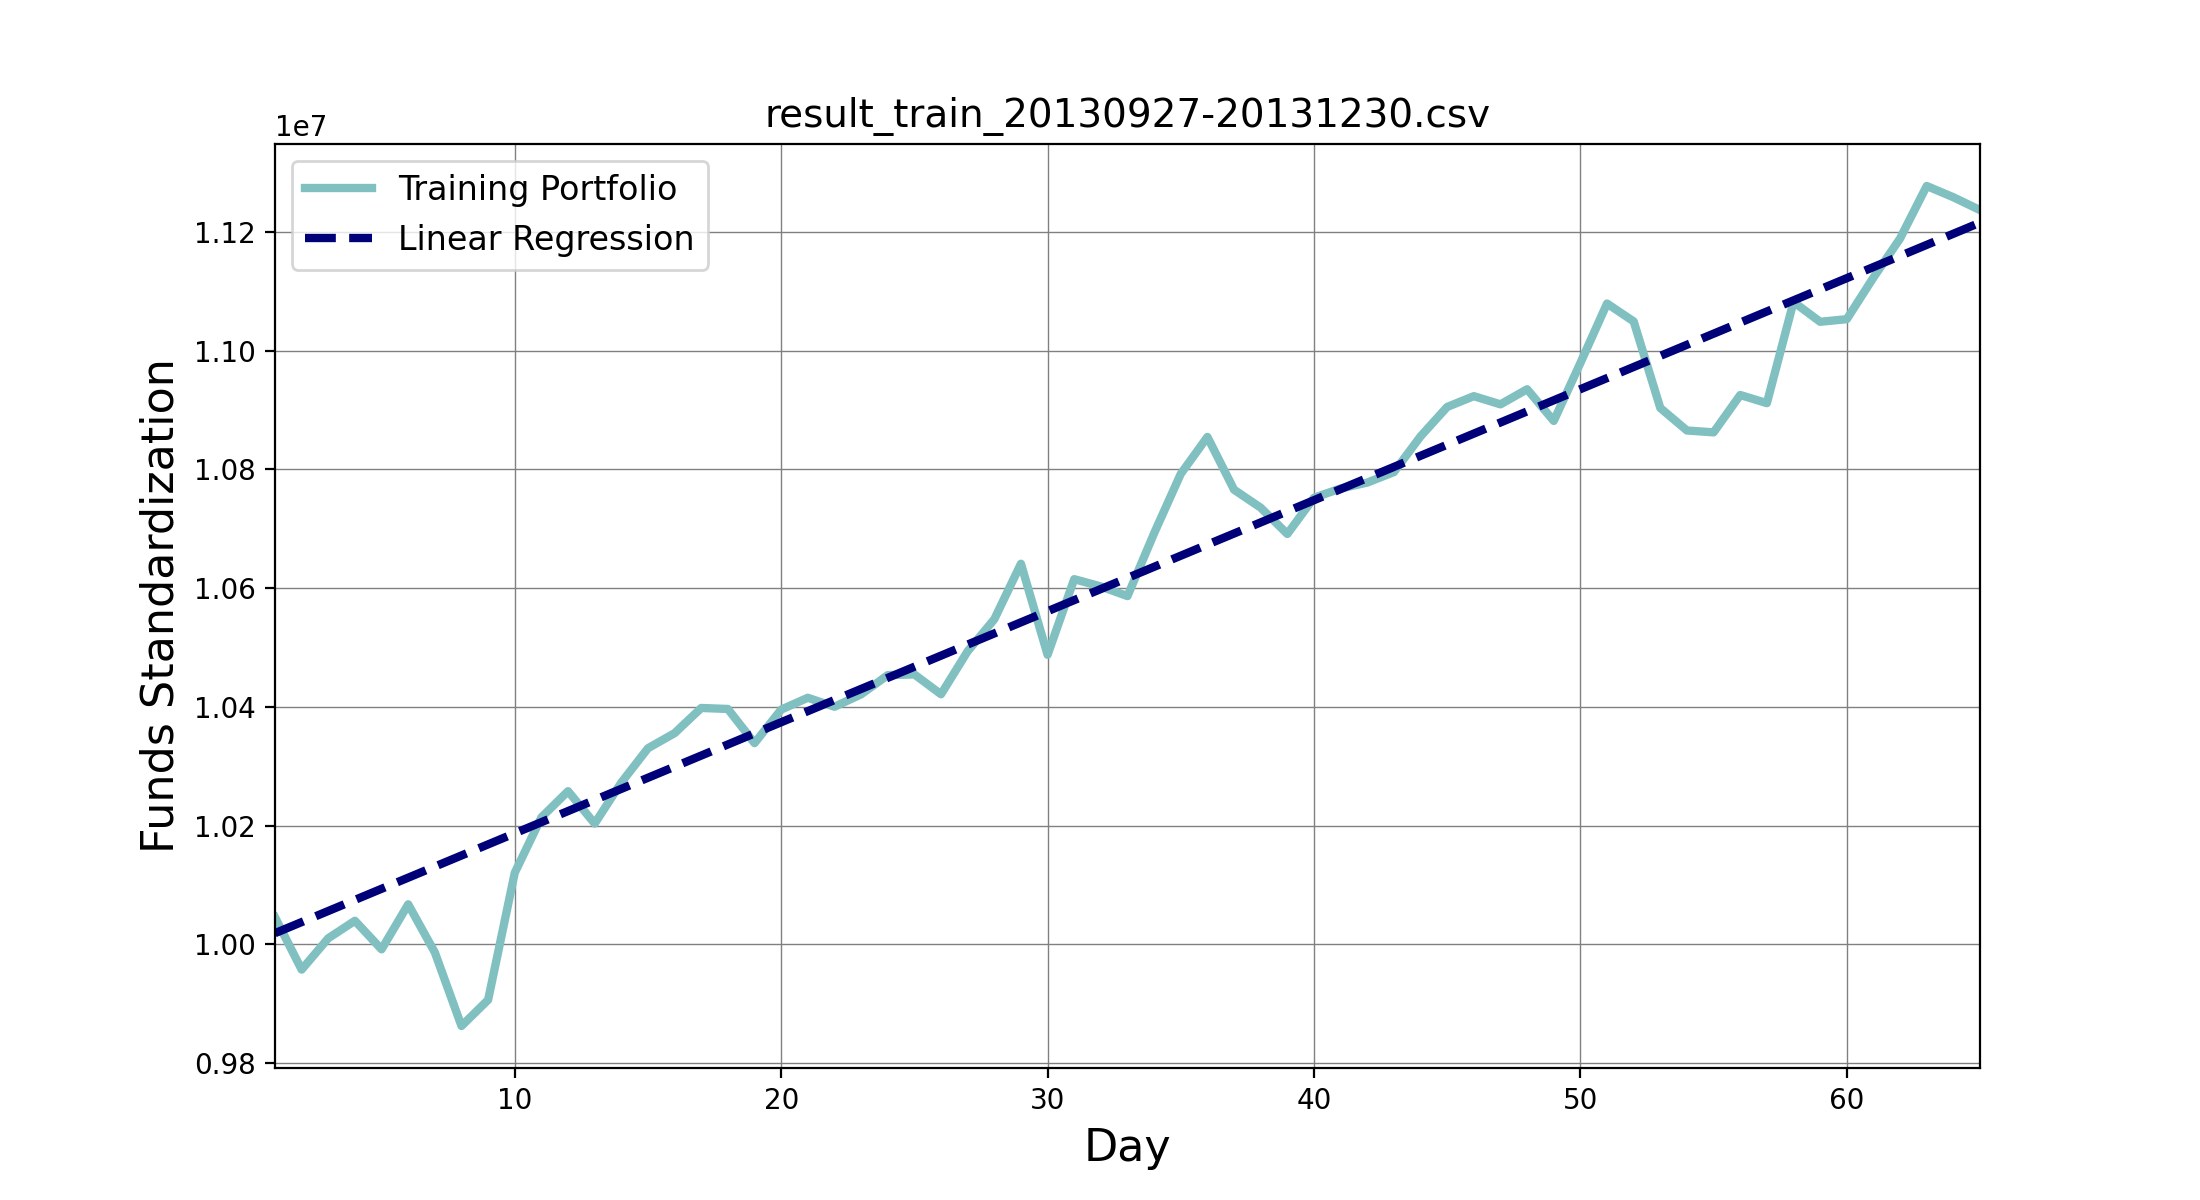 result_train_20130927-20131230.csv
1e7
Training Portfolio
Linear Regression
1.12
1.10
1.08
1.06
1.04
1.02
1.00
0.98
Funds Standardization
10 20 30 40 50 60
Day